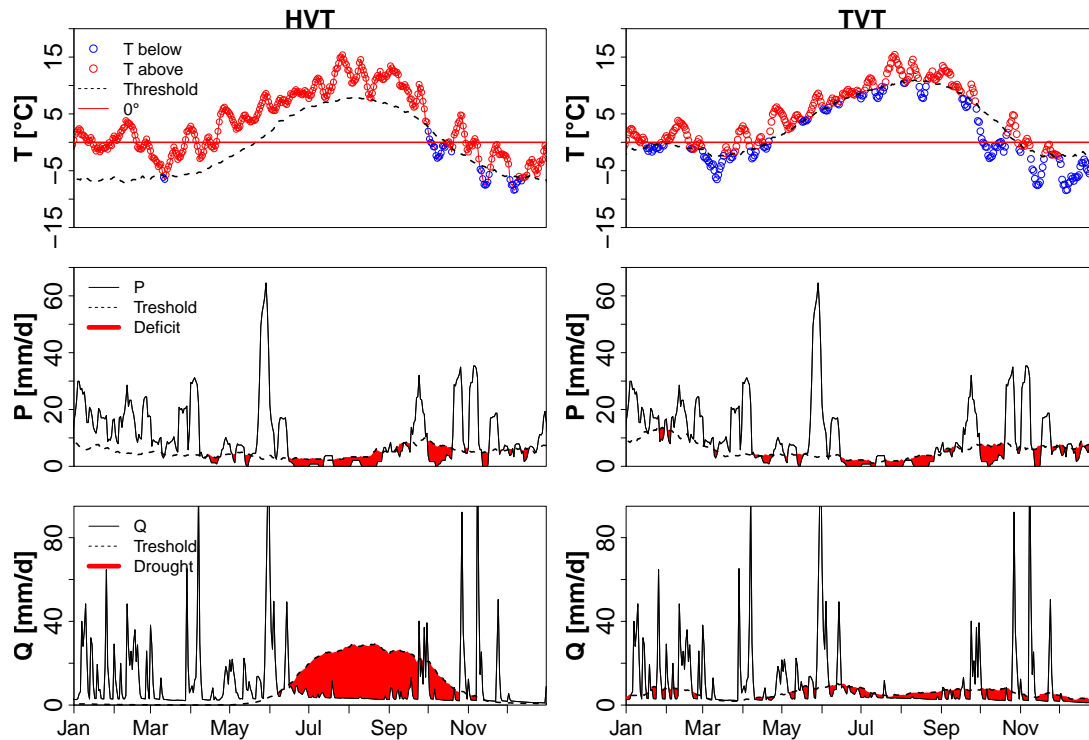 HVT
TVT
T [°C]
15
5
−5
−15
T below
T above
Threshold
0°
T [°C]
15
5
−5
−15
P [mm/d]
60
40
20
0
P
Treshold
Deficit
P [mm/d]
60
40
20
0
Q [mm/d]
80
40
0
Q
Treshold
Drought
Q [mm/d]
80
40
0
Jan Mar May Jul Sep Nov
Jan Mar May Jul Sep Nov